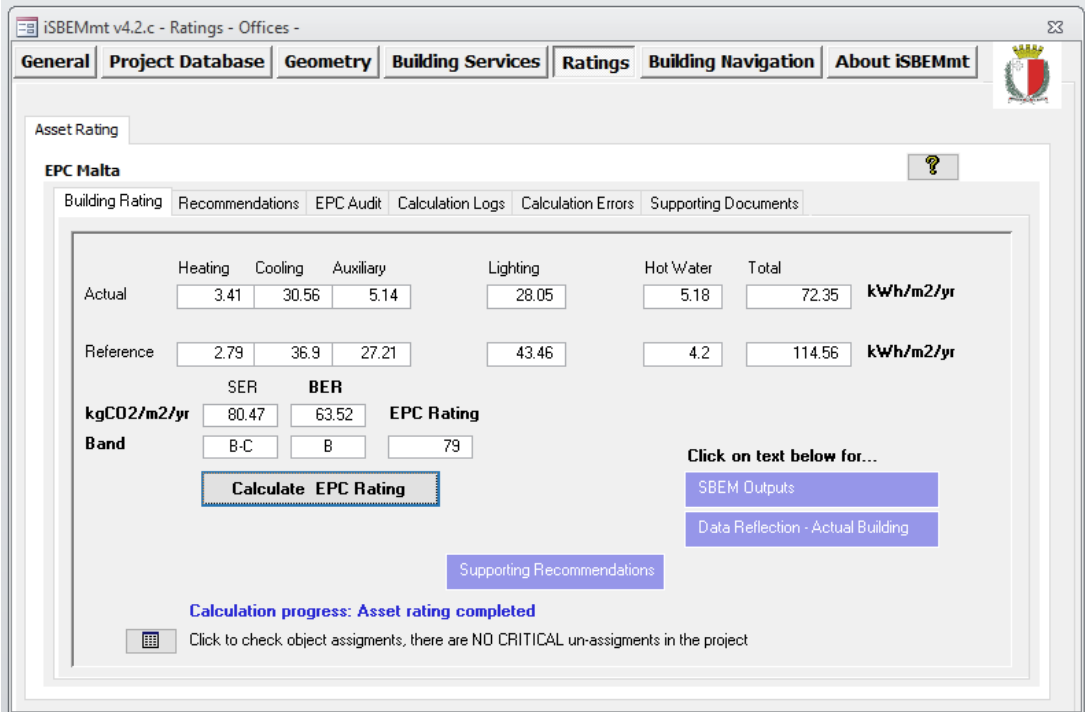 iSBEMmt v4.2.c - Ratings - Offices -
General Project Database Geometry Building Services Ratings Building Navigation About iSBEMmt
Asset Rating
EPC Malta
?
Building Rating Recommendations EPC Audit Calculation Logs Calculation Errors Supporting Documents
Heating Cooling Auxiliary Lighting Hot Water Total
Actual 3.41 30.56 5.14 28.05 5.18 72.35 kWh/m2/yr
Reference 2.79 36.9 27.21 43.46 4.2 114.56 kWh/m2/yr
SER BER
kgCO2/m2/yr 80.47 63.52 EPC Rating
Band B-C B 79
Click on text below for...
Calculate EPC Rating
SBEM Outputs
Data Reflection - Actual Building
Supporting Recommendations
Calculation progress: Asset rating completed
Click to check object assigments, there are NO CRITICAL un-assigments in the project